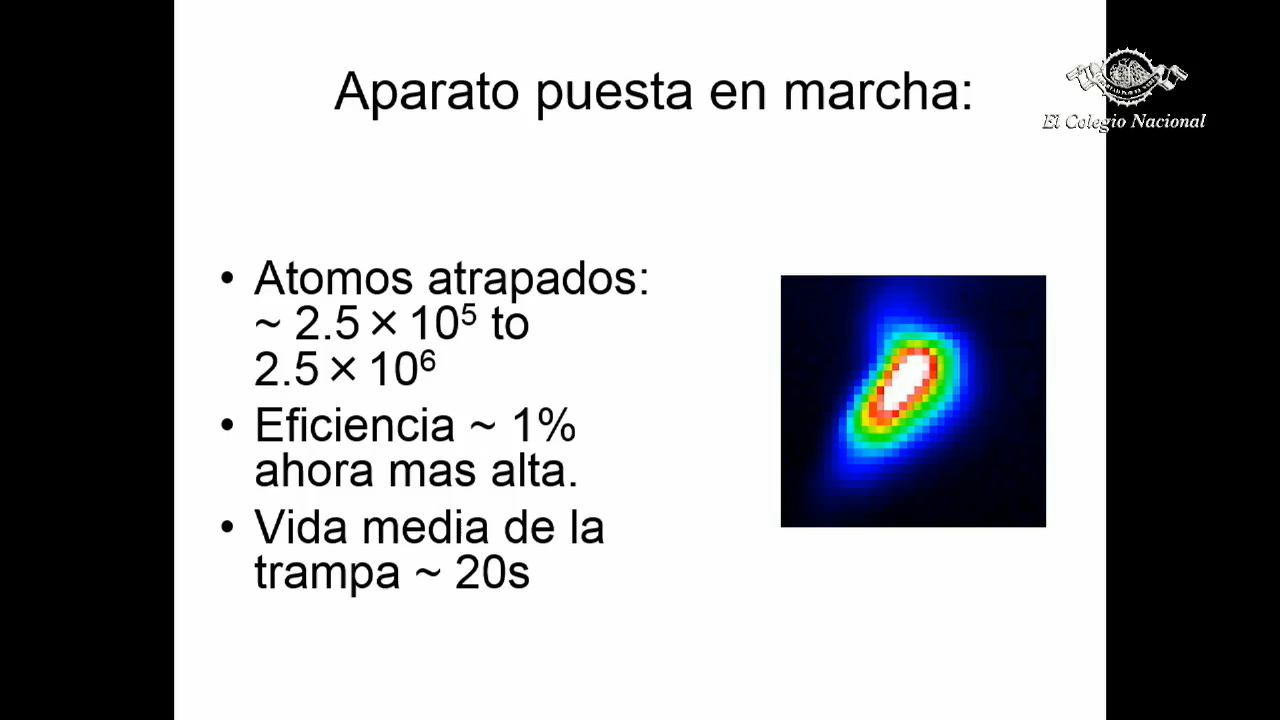 Aparato puesta en marcha:
El Colegio Nacional
• Atomos atrapados:
~ 2.5 × 10⁵ to
2.5 × 10⁶
• Eficiencia ~ 1%
ahora mas alta.
• Vida media de la
trampa ~ 20s